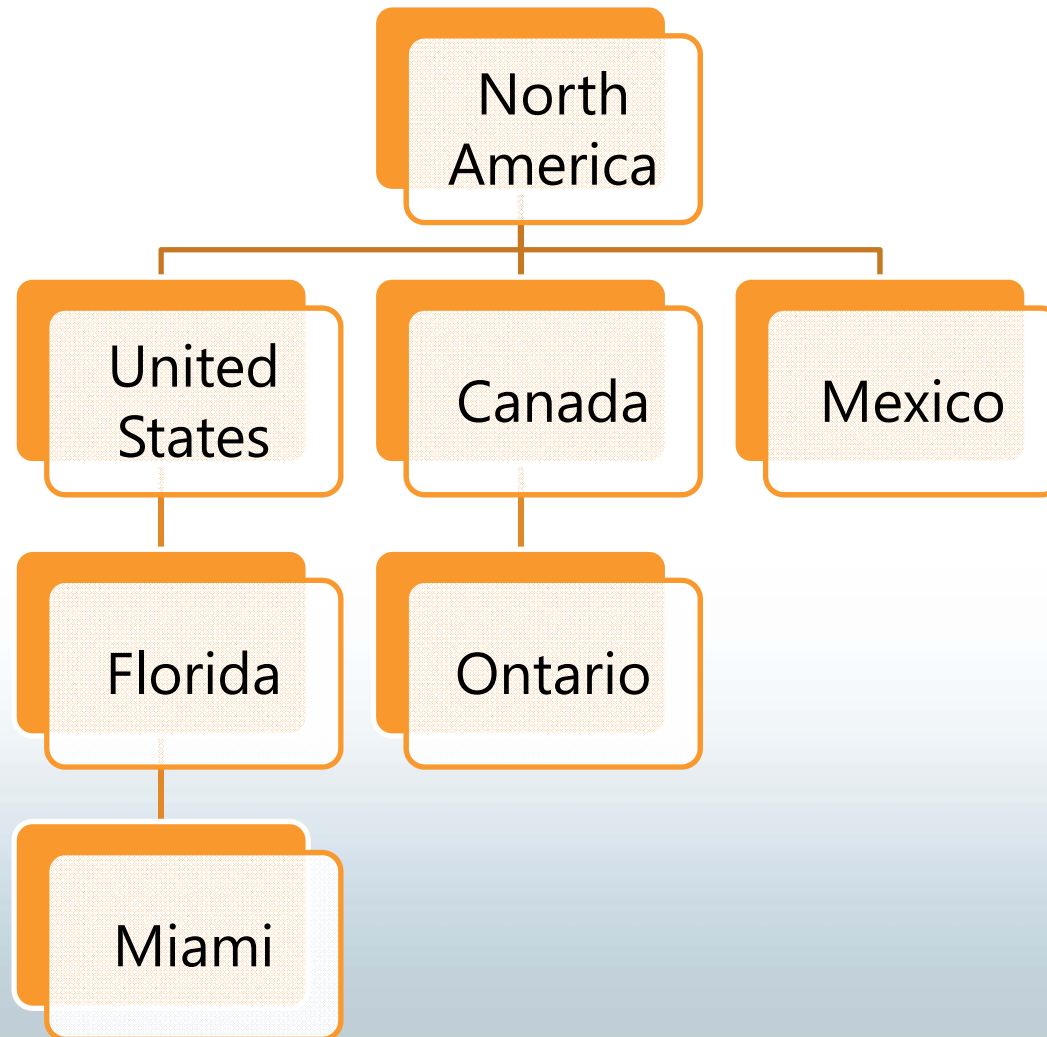 North
America
United
States
Canada
Mexico
Florida
Ontario
Miami